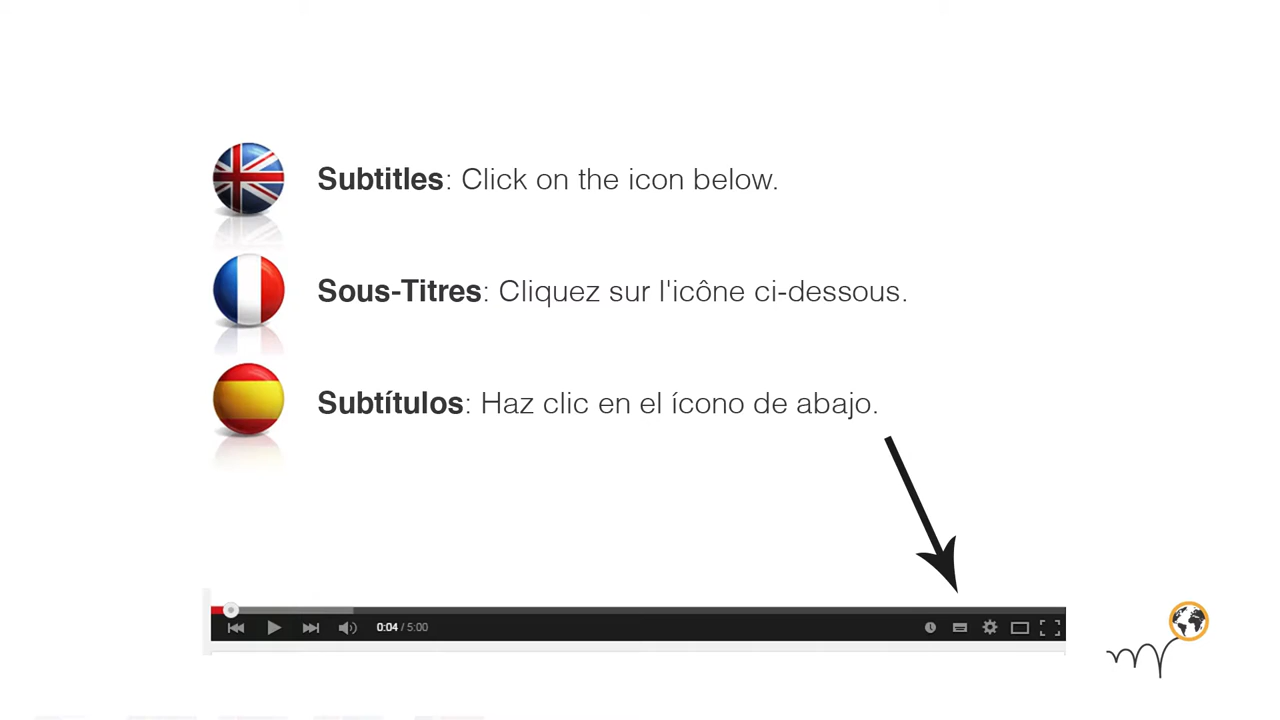 Subtitles: Click on the icon below.
Sous-Titres: Cliquez sur l'icône ci-dessous.
Subtítulos: Haz clic en el ícono de abajo.
0:04 / 5:00